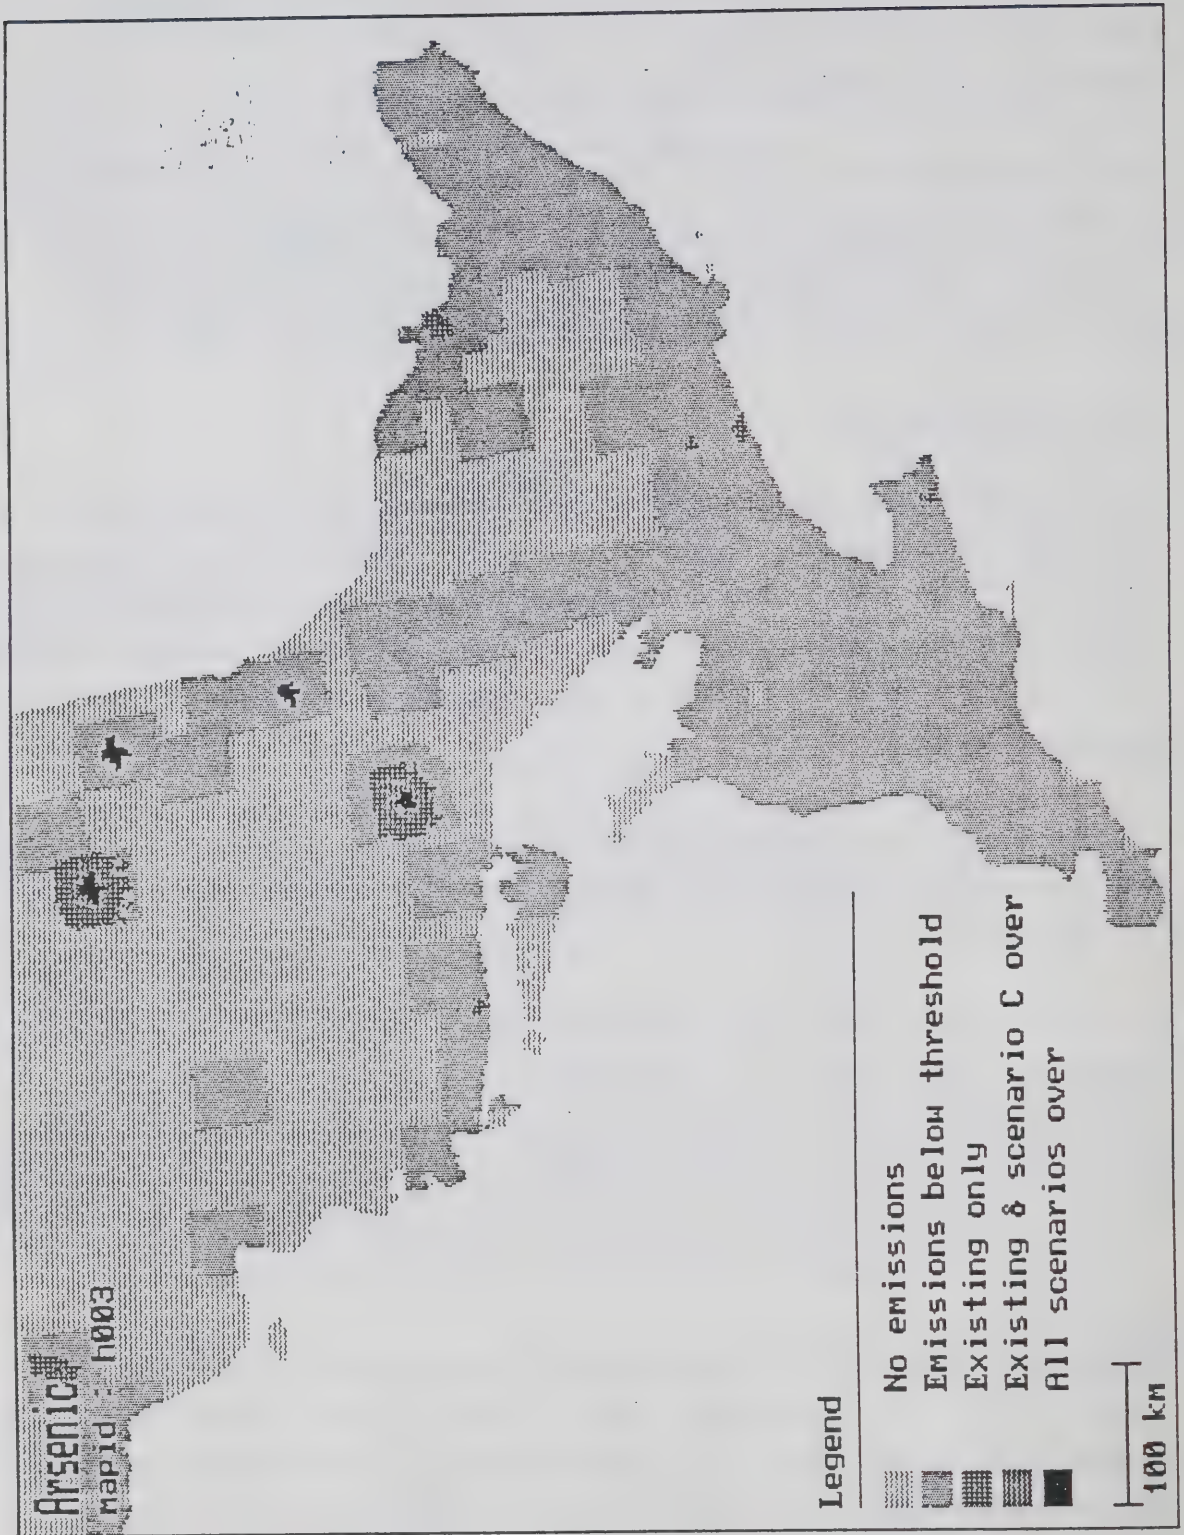 Arsenic
mapid : h003
Legend
No emissions
Emissions below threshold
Existing only
Existing & scenario C over
All scenarios over
100 km